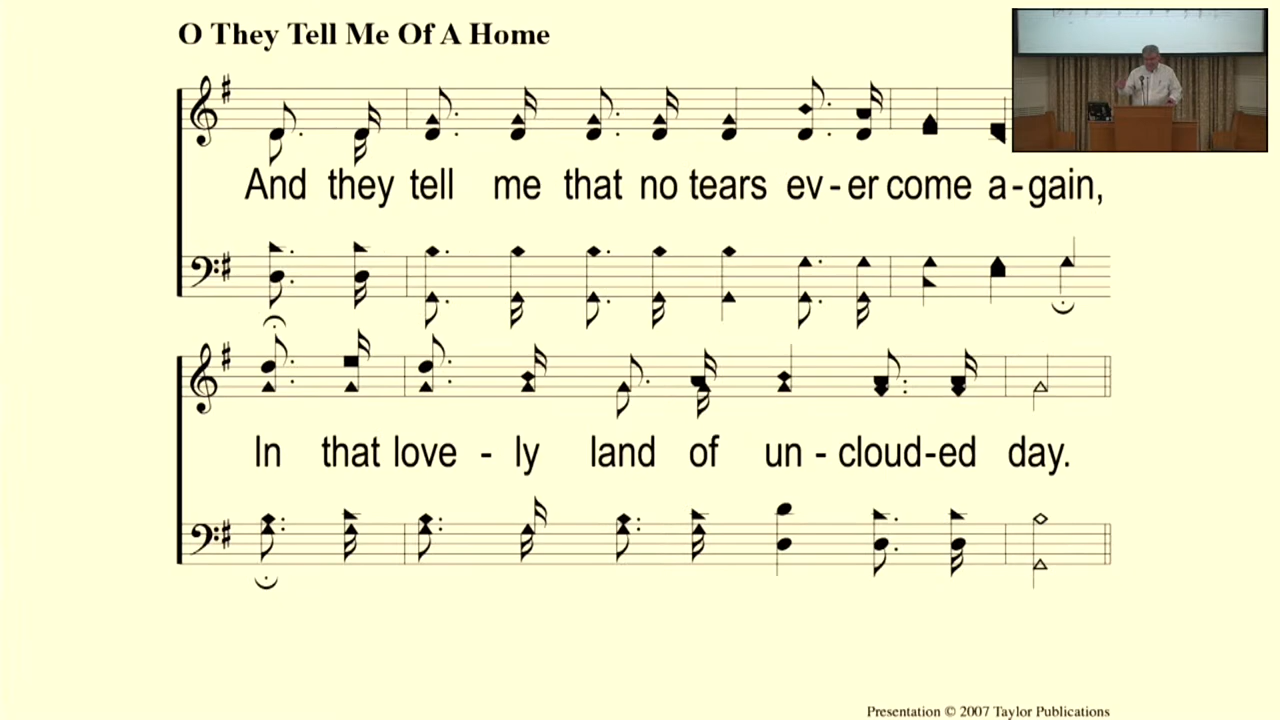 O They Tell Me Of A Home
And they tell me that no tears ev - er come a - gain,
In that love - ly land of un - cloud-ed day.
Presentation © 2007 Taylor Publications